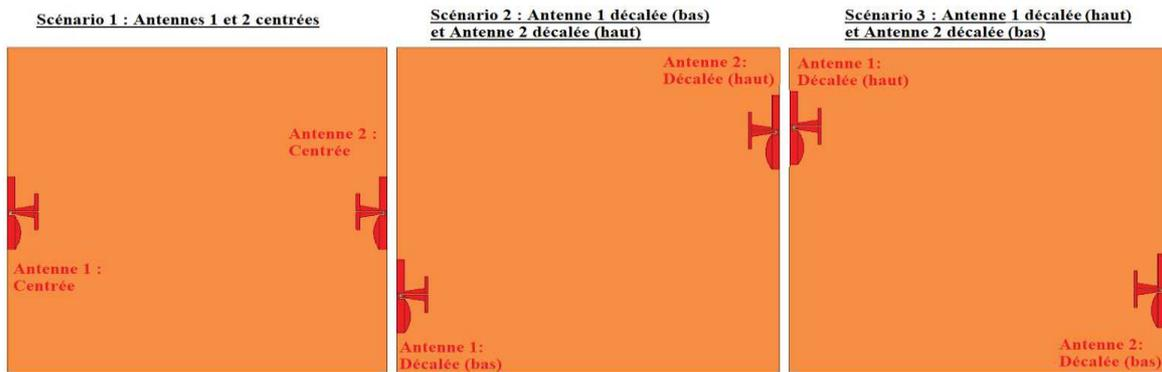 Scénario 1 : Antennes 1 et 2 centrées
Antenne 2 :
Centrée
Antenne 1 :
Centrée
Scénario 2 : Antenne 1 décalée (bas)
et Antenne 2 décalée (haut)
Antenne 2:
Décalée (haut)
Antenne 1:
Décalée (bas)
Scénario 3 : Antenne 1 décalée (haut)
et Antenne 2 décalée (bas)
Antenne 1:
Décalée (haut)
Antenne 2:
Décalée (bas)